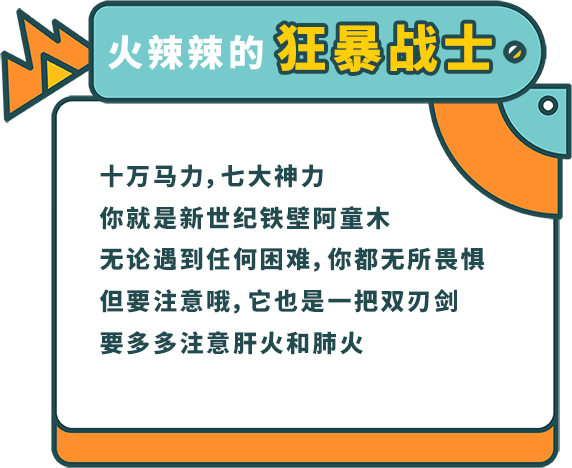 火辣辣的 狂暴战士
十万马力，七大神力
你就是新世纪铁壁阿童木
无论遇到任何困难，你都无所畏惧
但要注意哦，它也是一把双刃剑
要多多注意肝火和肺火